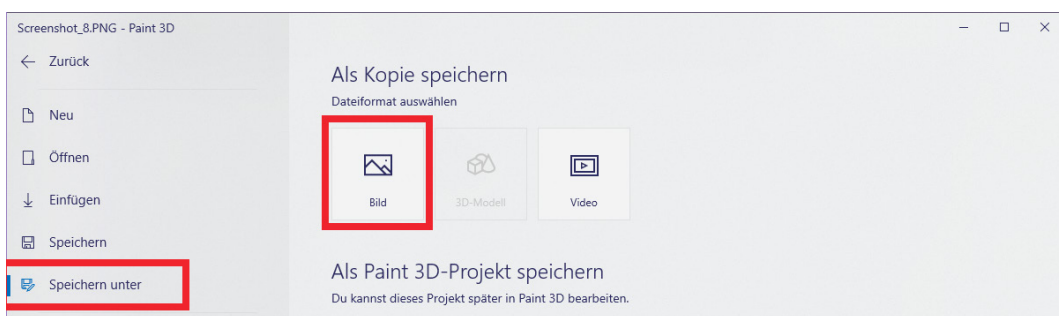 Screenshot_8.PNG - Paint 3D
Zurück
Neu
Öffnen
Einfügen
Speichern
Speichern unter
Als Kopie speichern
Dateiformat auswählen
Bild
3D-Modell
Video
Als Paint 3D-Projekt speichern
Du kannst dieses Projekt später in Paint 3D bearbeiten.